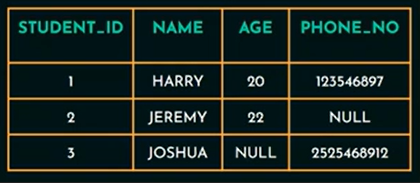 STUDENT_ID NAME AGE PHONE_NO
1 HARRY 20 123546897
2 JEREMY 22 NULL
3 JOSHUA NULL 2525468912